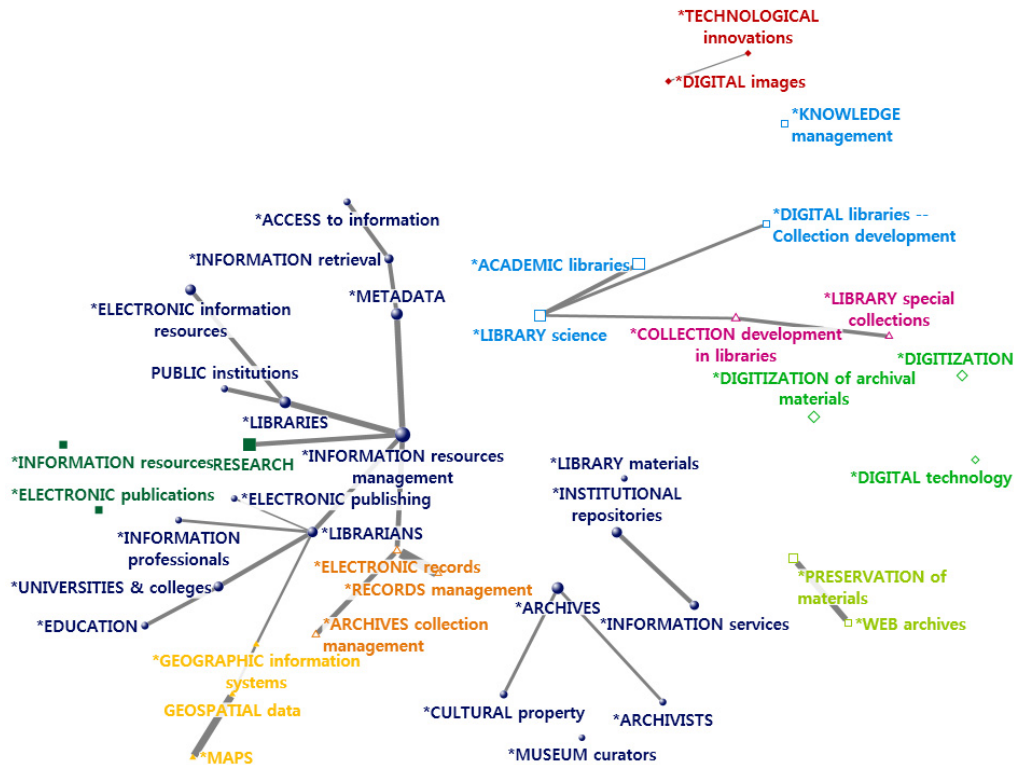 *TECHNOLOGICAL
innovations
*DIGITAL images
*KNOWLEDGE
management
*ACCESS to information
*DIGITAL libraries --
Collection development
*INFORMATION retrieval
*ACADEMIC libraries
*METADATA
*ELECTRONIC information
resources
*LIBRARY special
collections
*LIBRARY science
*COLLECTION development
in libraries
*DIGITIZATION
PUBLIC institutions
*DIGITIZATION of archival
materials
*LIBRARIES
*INFORMATION resources
RESEARCH
*INFORMATION resources
management
*LIBRARY materials
*DIGITAL technology
*ELECTRONIC publications
*ELECTRONIC publishing
*INSTITUTIONAL
repositories
*INFORMATION
professionals
*LIBRARIANS
*ELECTRONIC records
*PRESERVATION of
materials
*UNIVERSITIES & colleges
*RECORDS management
*ARCHIVES
*EDUCATION
*ARCHIVES collection
management
*INFORMATION services
*WEB archives
*GEOGRAPHIC information
systems
GEOSPATIAL data
*CULTURAL property
*ARCHIVISTS
*MAPS
*MUSEUM curators